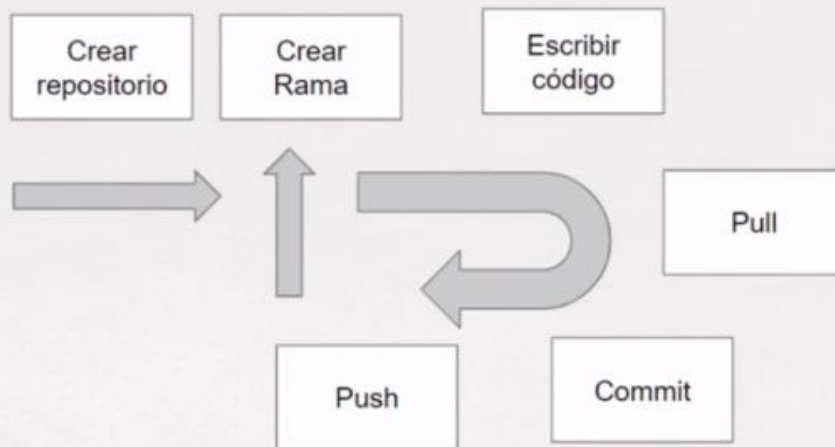 Crear
repositorio
Crear
Rama
Escribir
código
Pull
Push
Commit